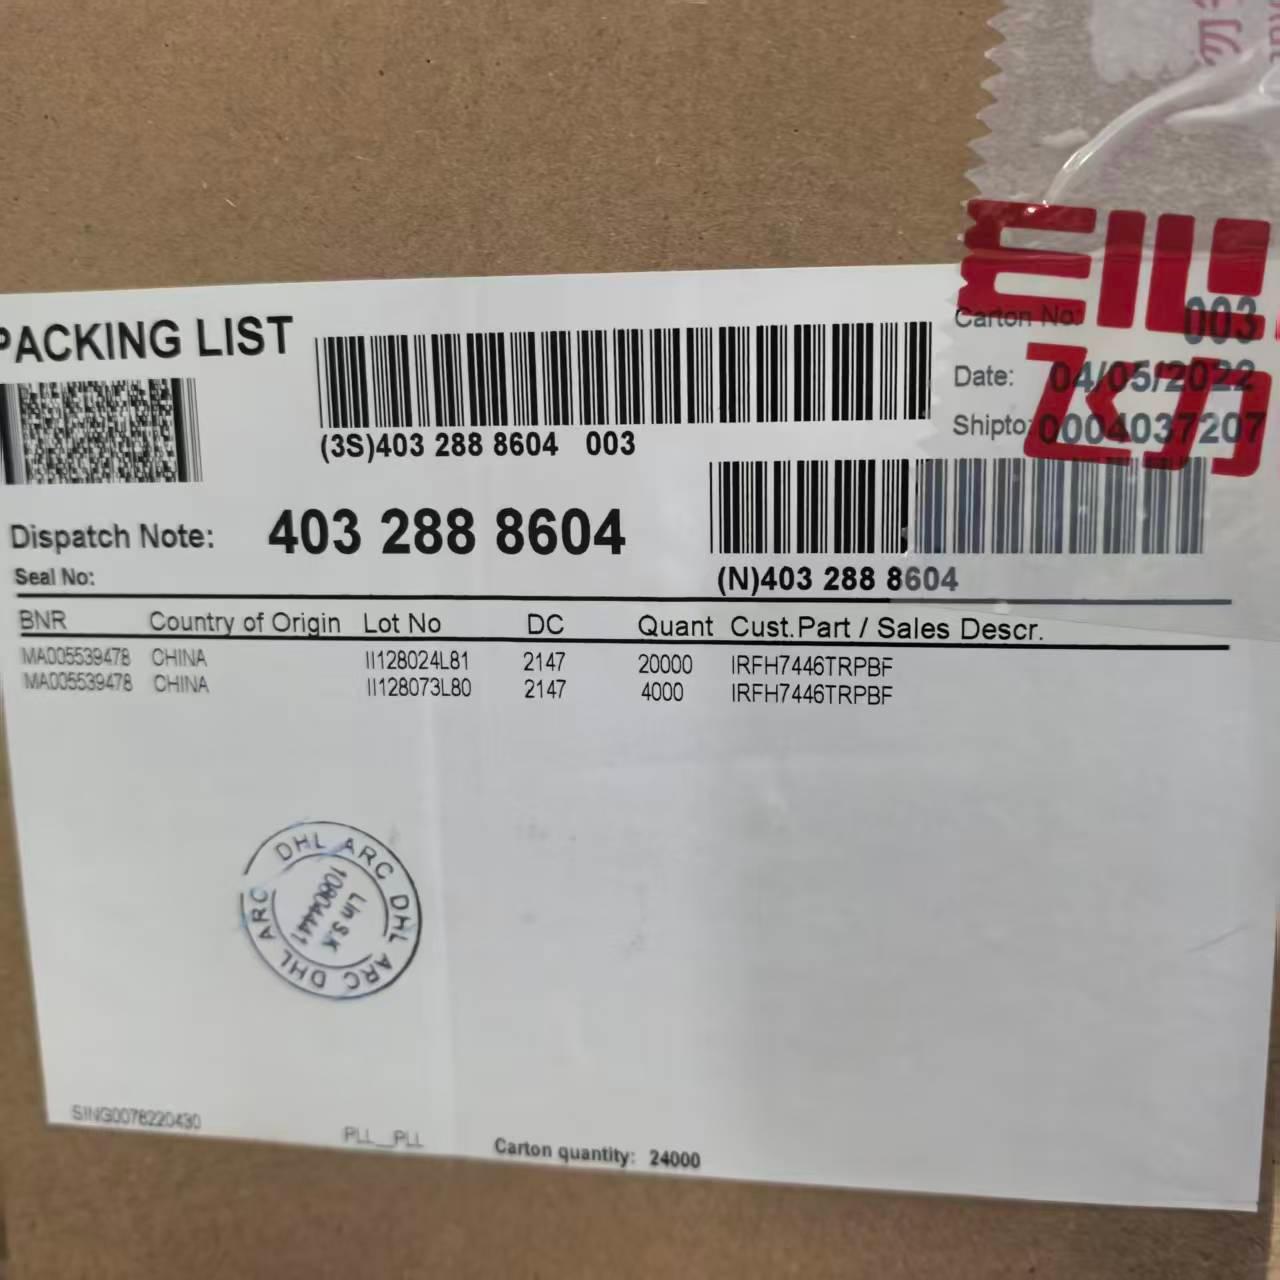 PACKING LIST
(3S)403 288 8604 003
Carton No: 003
Date: 04/05/2022
Shipto: 0004037207
Dispatch Note: 403 288 8604
(N)403 288 8604
Seal No:
BNR Country of Origin Lot No DC Quant Cust.Part / Sales Descr.
MA005539478 CHINA II128024L81 2147 20000 IRFH7446TRPBF
MA005539478 CHINA II128073L80 2147 4000 IRFH7446TRPBF
DHL ARC DHL ARC DHL ARC
Lin S.K
SING0078220430
PLL__PLL
Carton quantity: 24000